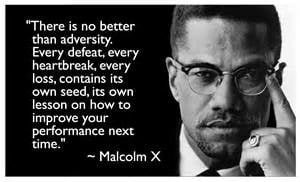 "There is no better
than adversity.
Every defeat, every
heartbreak, every
loss, contains its
own seed, its own
lesson on how to
improve your
performance next
time."
~ Malcolm X